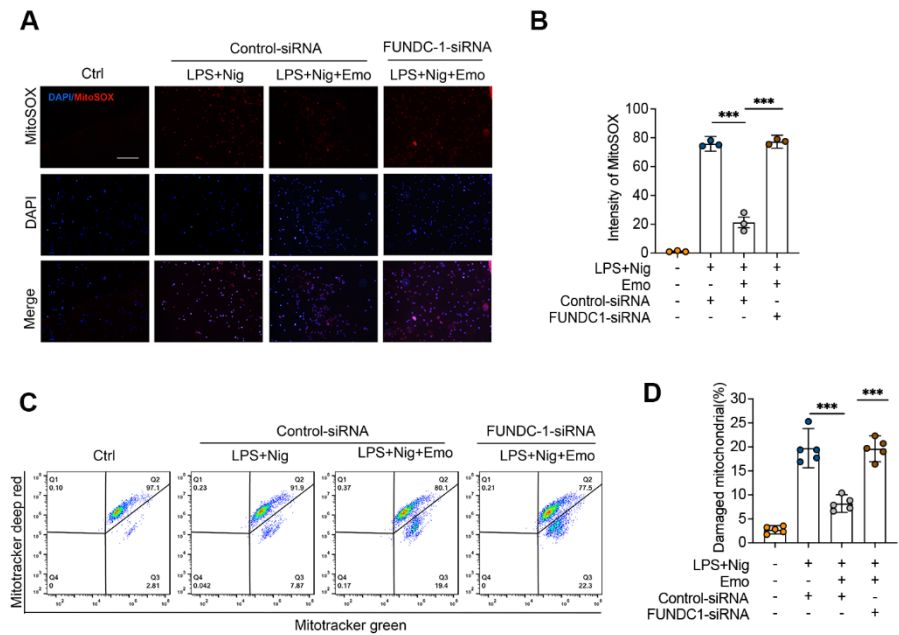 A
Control-siRNA
FUNDC-1-siRNA
Ctrl
LPS+Nig
LPS+Nig+Emo
LPS+Nig+Emo
MitoSOX
DAPI/MitoSOX
DAPI
Merge
B
Intensity of MitoSOX
100
80
60
40
20
0
***
***
LPS+Nig - + + +
Emo - - + +
Control-siRNA - + + -
FUNDC1-siRNA - - - +
C
Control-siRNA
FUNDC-1-siRNA
Ctrl
LPS+Nig
LPS+Nig+Emo
LPS+Nig+Emo
Mitotracker deep red
Q1
0.10
Q2
97.1
Q4
0
Q3
2.81
Q1
0.23
Q2
91.9
Q4
0.042
Q3
7.87
Q1
0.37
Q2
80.1
Q4
0.17
Q3
19.4
Q1
0.21
Q2
77.5
Q4
0
Q3
22.3
Mitotracker green
D
Damaged mitochondrial(%)
30
25
20
15
10
5
0
***
***
LPS+Nig - + + +
Emo - - + +
Control-siRNA - + + -
FUNDC1-siRNA - - - +